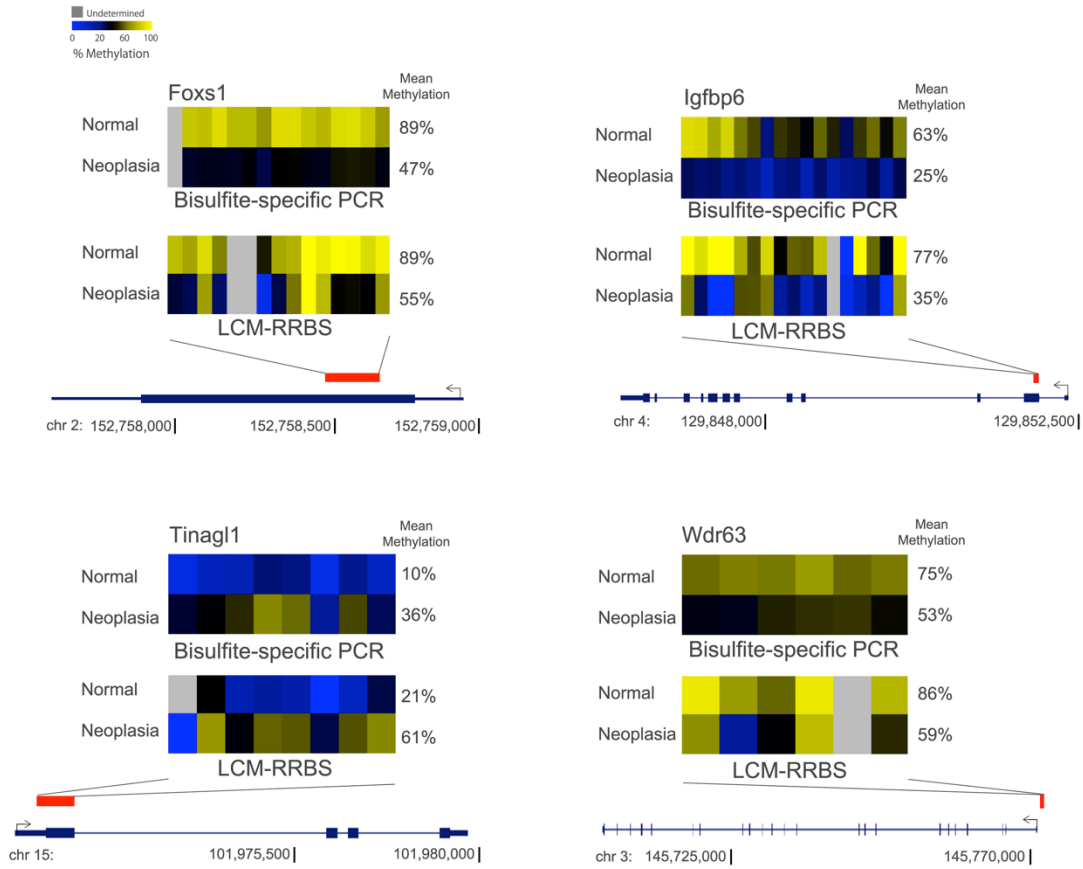 Undetermined
0 20 60 100
% Methylation
Foxs1
Mean
Methylation
Normal 89%
Neoplasia 47%
Bisulfite-specific PCR
Normal 89%
Neoplasia 55%
LCM-RRBS
chr 2: 152,758,000 152,758,500 152,759,000
Igfbp6
Mean
Methylation
Normal 63%
Neoplasia 25%
Bisulfite-specific PCR
Normal 77%
Neoplasia 35%
LCM-RRBS
chr 4: 129,848,000 129,852,500
Tinagl1
Mean
Methylation
Normal 10%
Neoplasia 36%
Bisulfite-specific PCR
Normal 21%
Neoplasia 61%
LCM-RRBS
chr 15: 101,975,500 101,980,000
Wdr63
Mean
Methylation
Normal 75%
Neoplasia 53%
Bisulfite-specific PCR
Normal 86%
Neoplasia 59%
LCM-RRBS
chr 3: 145,725,000 145,770,000